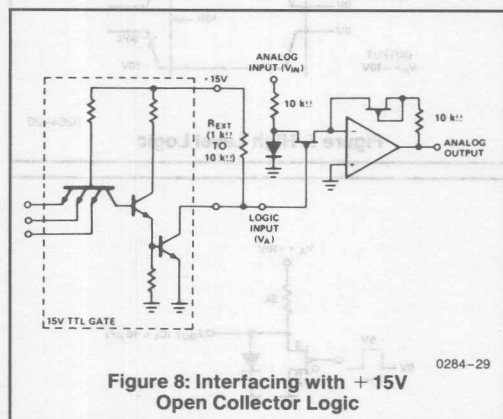 ANALOG
INPUT (VIN)
+15V
10 kΩ
REXT
(1 kΩ
TO
10 kΩ)
10 kΩ
ANALOG
OUTPUT
LOGIC
INPUT
(VA)
15V TTL GATE
0284-29
Figure 8: Interfacing with +15V
Open Collector Logic